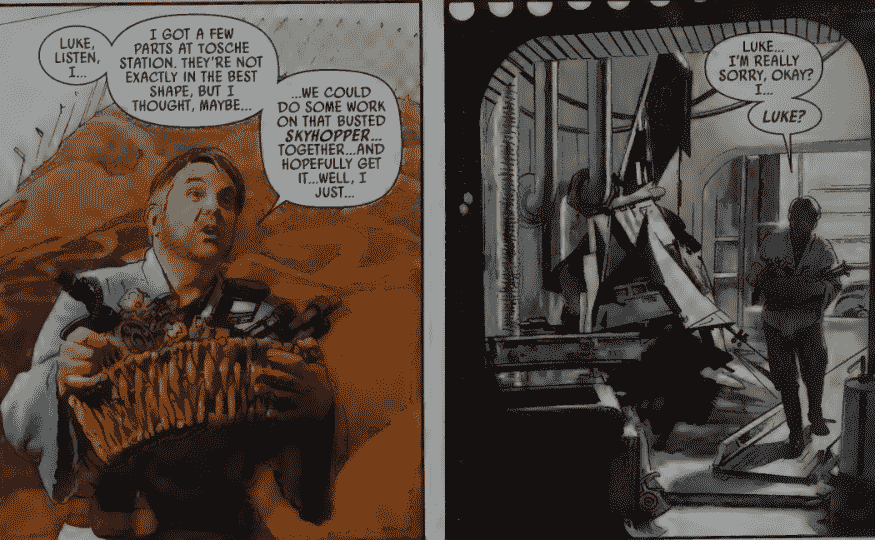 LUKE,
LISTEN,
I...
I GOT A FEW
PARTS AT TOSCHE
STATION. THEY'RE NOT
EXACTLY IN THE BEST
SHAPE, BUT I
THOUGHT, MAYBE...
...WE COULD
DO SOME WORK
ON THAT BUSTED
SKYHOPPER...
TOGETHER...AND
HOPEFULLY GET
IT...WELL, I
JUST...
LUKE...
I'M REALLY
SORRY, OKAY?
I...
LUKE?